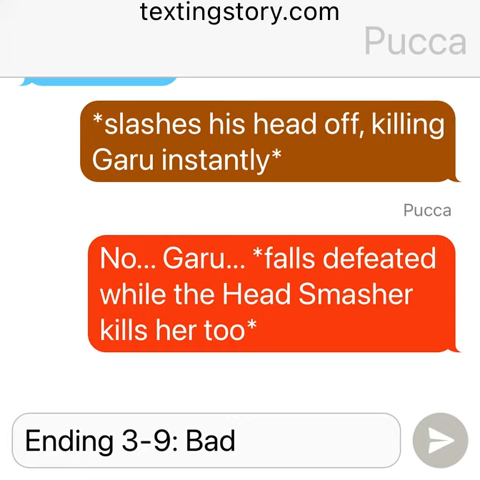 textingstory.com
Pucca
*slashes his head off, killing
Garu instantly*
Pucca
No... Garu... *falls defeated
while the Head Smasher
kills her too*
Ending 3-9: Bad